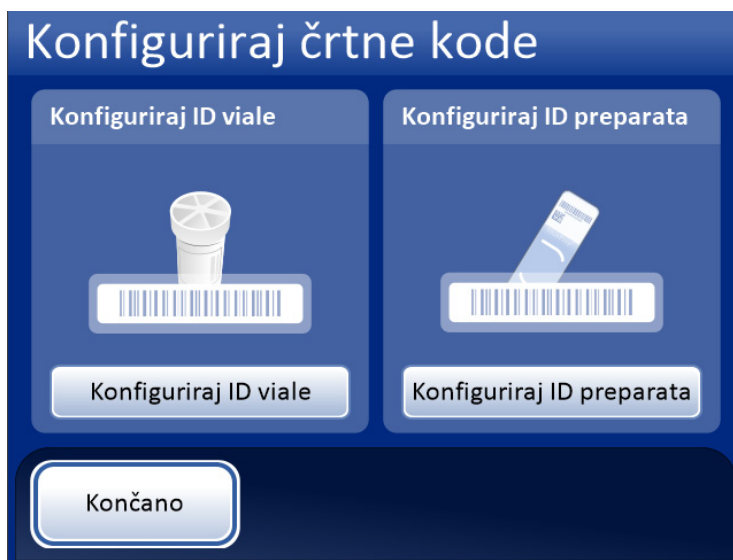 Konfiguriraj črtne kode
Konfiguriraj ID viale
Konfiguriraj ID preparata
Konfiguriraj ID viale
Konfiguriraj ID preparata
Končano